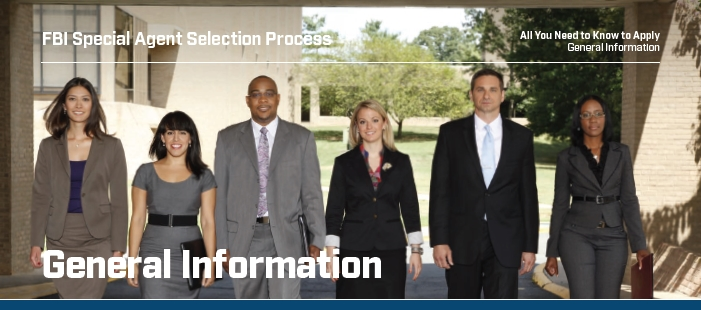 FBI Special Agent Selection Process
All You Need to Know to Apply
General Information
General Information